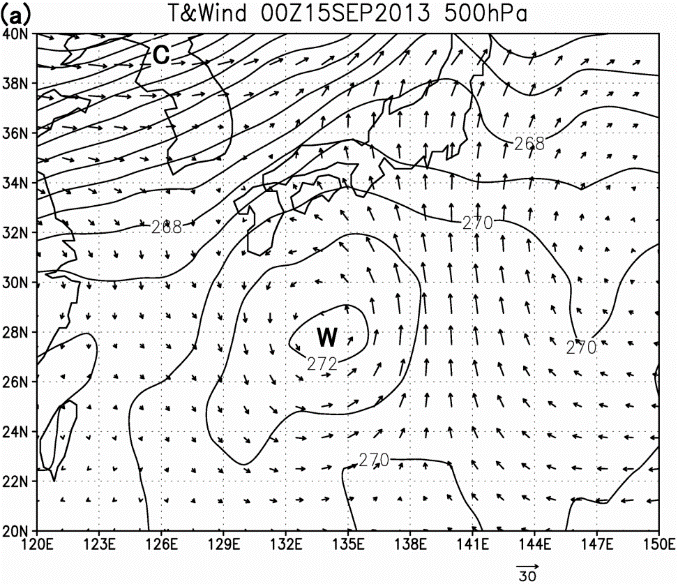 (a) T&Wind 00Z15SEP2013 500hPa
40N
C
38N
36N
268
34N
268
270
32N
30N
28N
W
270
272
26N
24N
270
22N
20N
120E 123E 126E 129E 132E 135E 138E 141E 144E 147E 150E
30